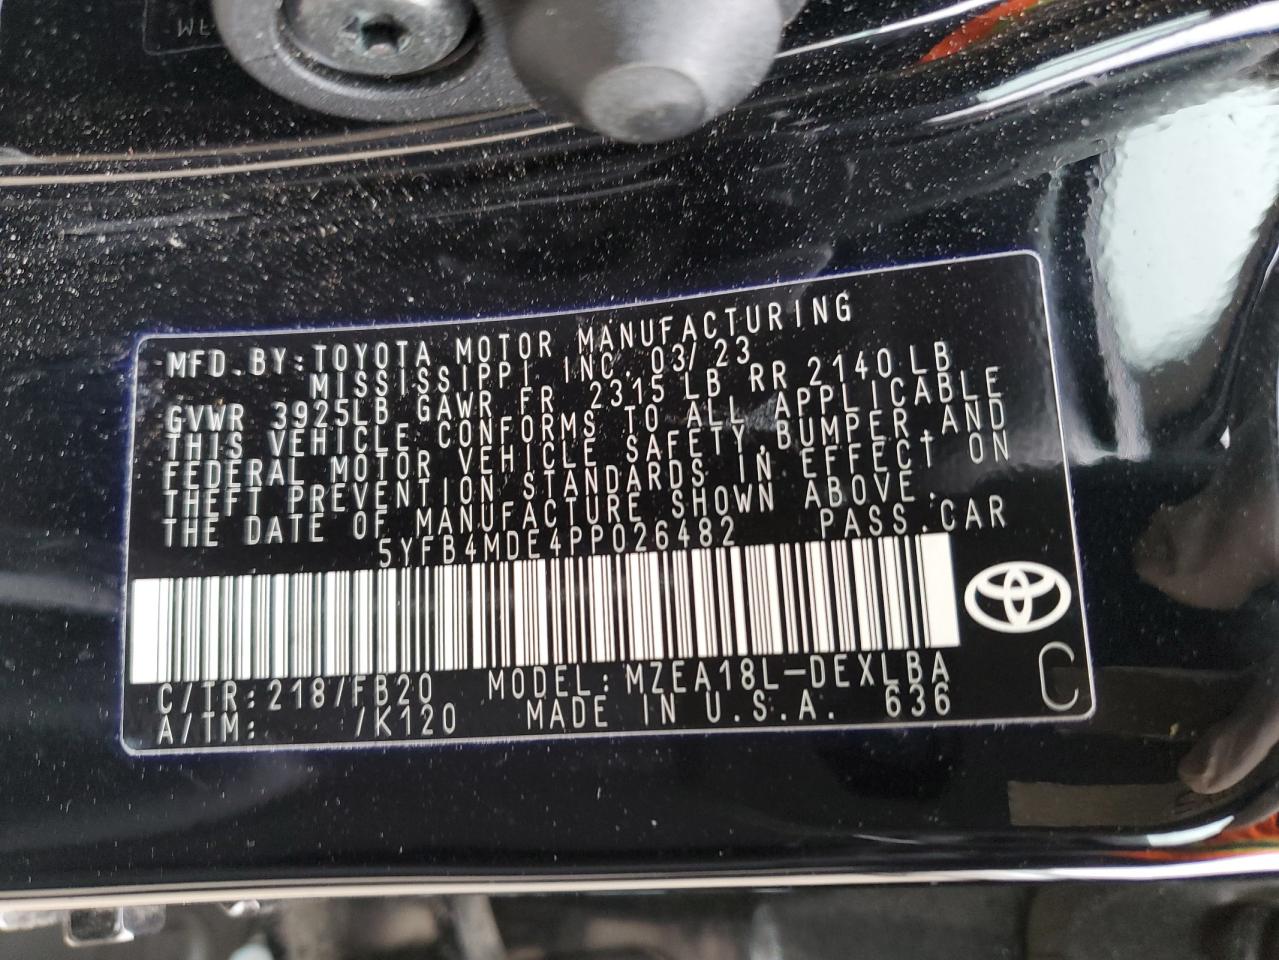 MFD.BY:TOYOTA MOTOR MANUFACTURING
MISSISSIPPI INC. 03/23
GVWR 3925LB GAWR FR 2315LB RR 2140LB
THIS VEHICLE CONFORMS TO ALL APPLICABLE
FEDERAL MOTOR VEHICLE SAFETY,BUMPER,AND
THEFT PREVENTION STANDARDS IN EFFECT ON
THE DATE OF MANUFACTURE SHOWN ABOVE.
5YFB4MDE4PP026482 PASS.CAR
C/TR:218/FB20 MODEL:MZEA18L-DEXLBA
A/TM: /K120 MADE IN U.S.A. 636
C